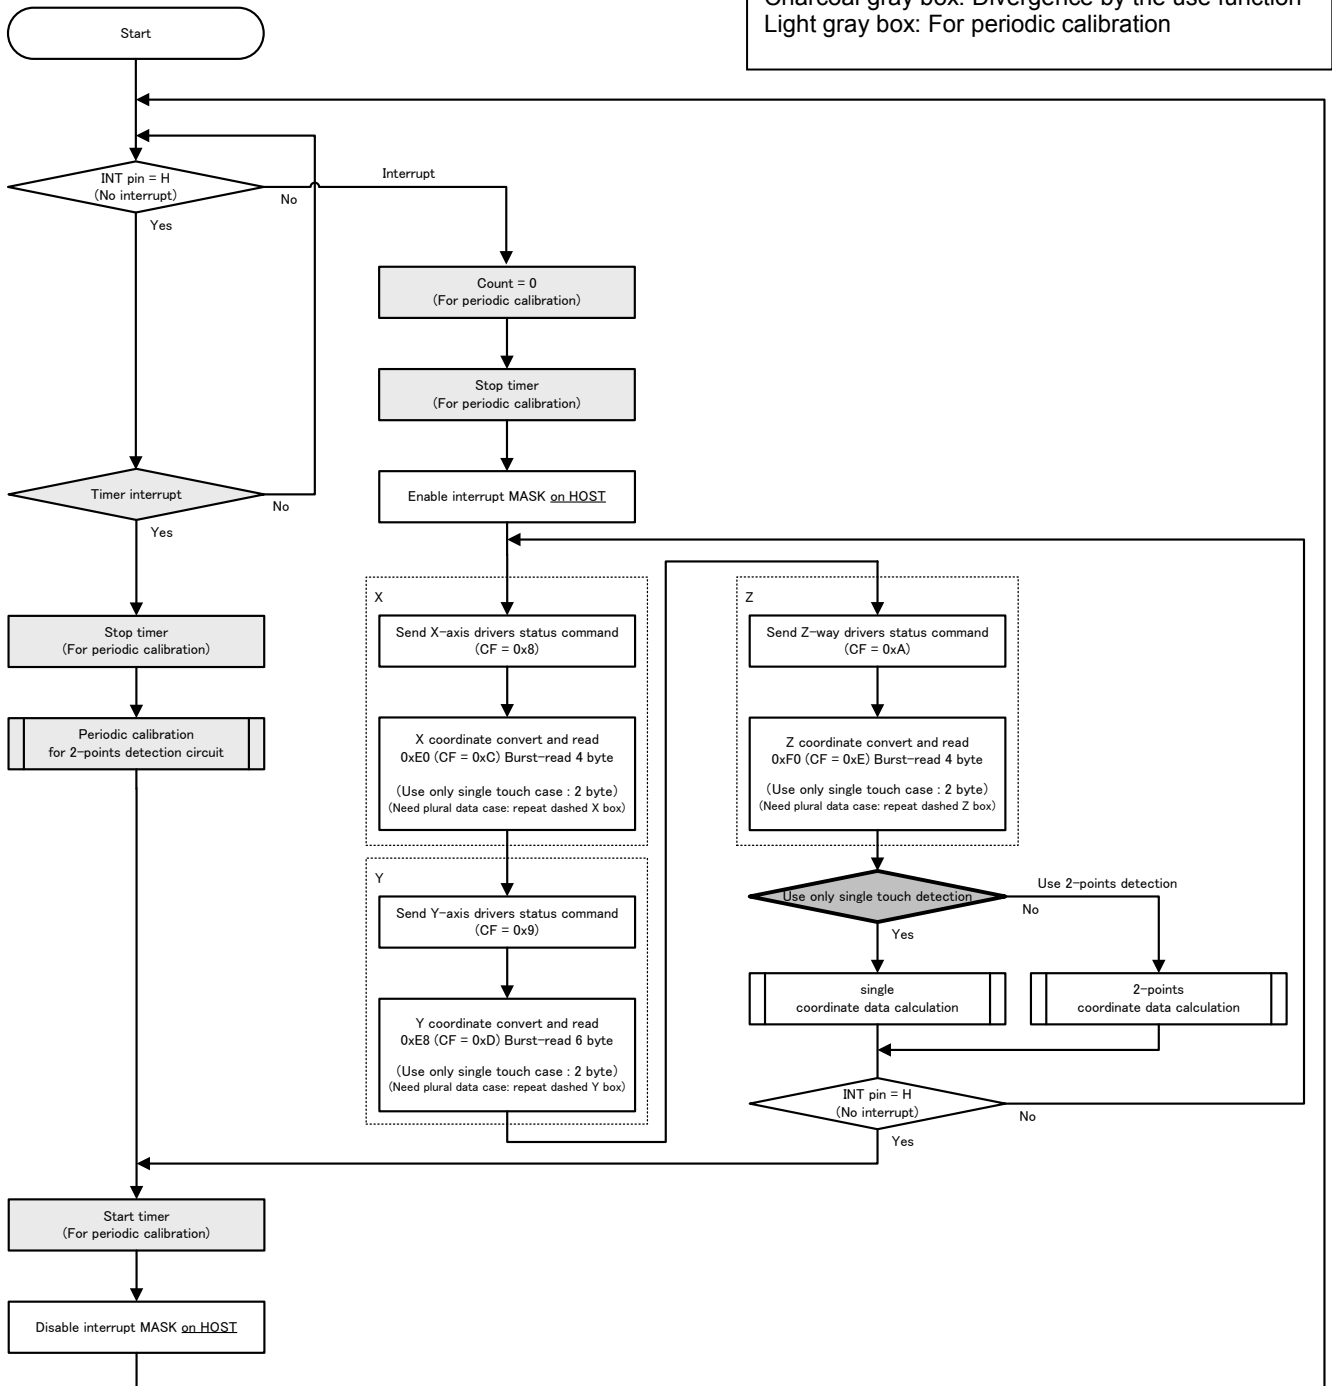 Charcoal gray box: Divergence by the use function
Light gray box: For periodic calibration
Start
INT pin = H
(No interrupt)
No
Yes
Interrupt
Count = 0
(For periodic calibration)
Stop timer
(For periodic calibration)
Enable interrupt MASK on HOST
Timer interrupt
No
Yes
Stop timer
(For periodic calibration)
Periodic calibration
for 2-points detection circuit
X
Send X-axis drivers status command
(CF = 0x8)
X coordinate convert and read
0xE0 (CF = 0xC) Burst-read 4 byte
(Use only single touch case : 2 byte)
(Need plural data case: repeat dashed X box)
Y
Send Y-axis drivers status command
(CF = 0x9)
Y coordinate convert and read
0xE8 (CF = 0xD) Burst-read 6 byte
(Use only single touch case : 2 byte)
(Need plural data case: repeat dashed Y box)
Z
Send Z-way drivers status command
(CF = 0xA)
Z coordinate convert and read
0xF0 (CF = 0xE) Burst-read 4 byte
(Use only single touch case : 2 byte)
(Need plural data case: repeat dashed Z box)
Use only single touch detection
Use 2-points detection
No
Yes
single
coordinate data calculation
2-points
coordinate data calculation
INT pin = H
(No interrupt)
No
Yes
Start timer
(For periodic calibration)
Disable interrupt MASK on HOST